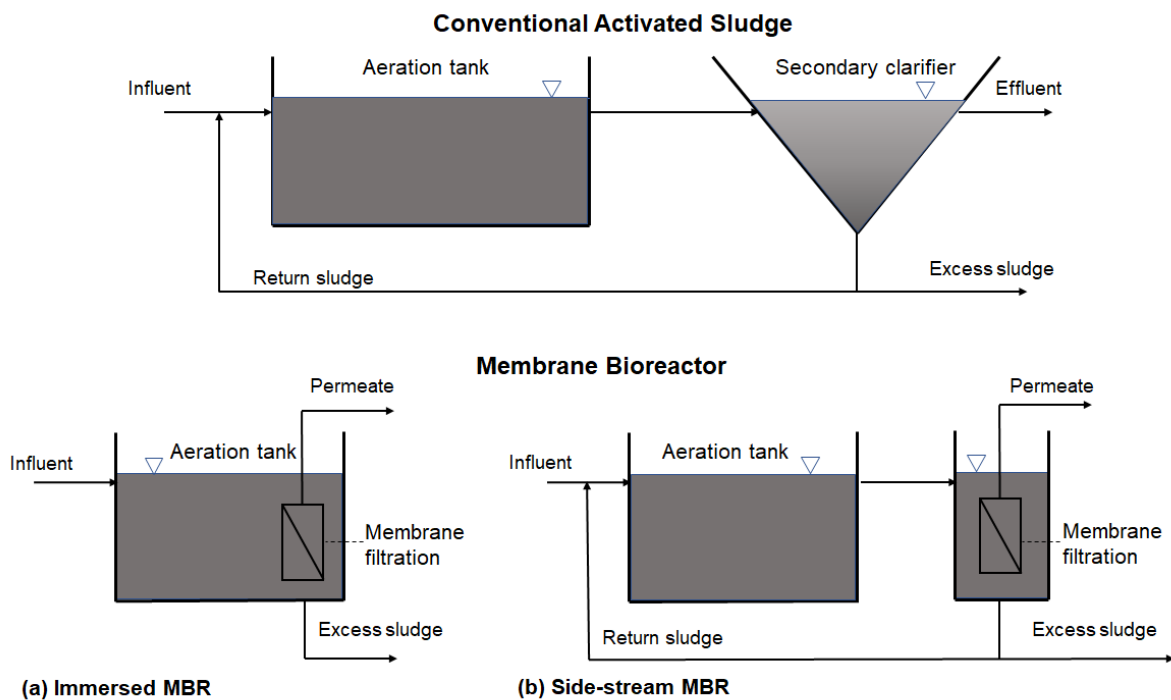 Conventional Activated Sludge
Aeration tank
Secondary clarifier
Influent
Effluent
Return sludge
Excess sludge
Membrane Bioreactor
Permeate
Influent
Aeration tank
Membrane
filtration
Excess sludge
(a) Immersed MBR
Permeate
Influent
Aeration tank
Membrane
filtration
Return sludge
Excess sludge
(b) Side-stream MBR